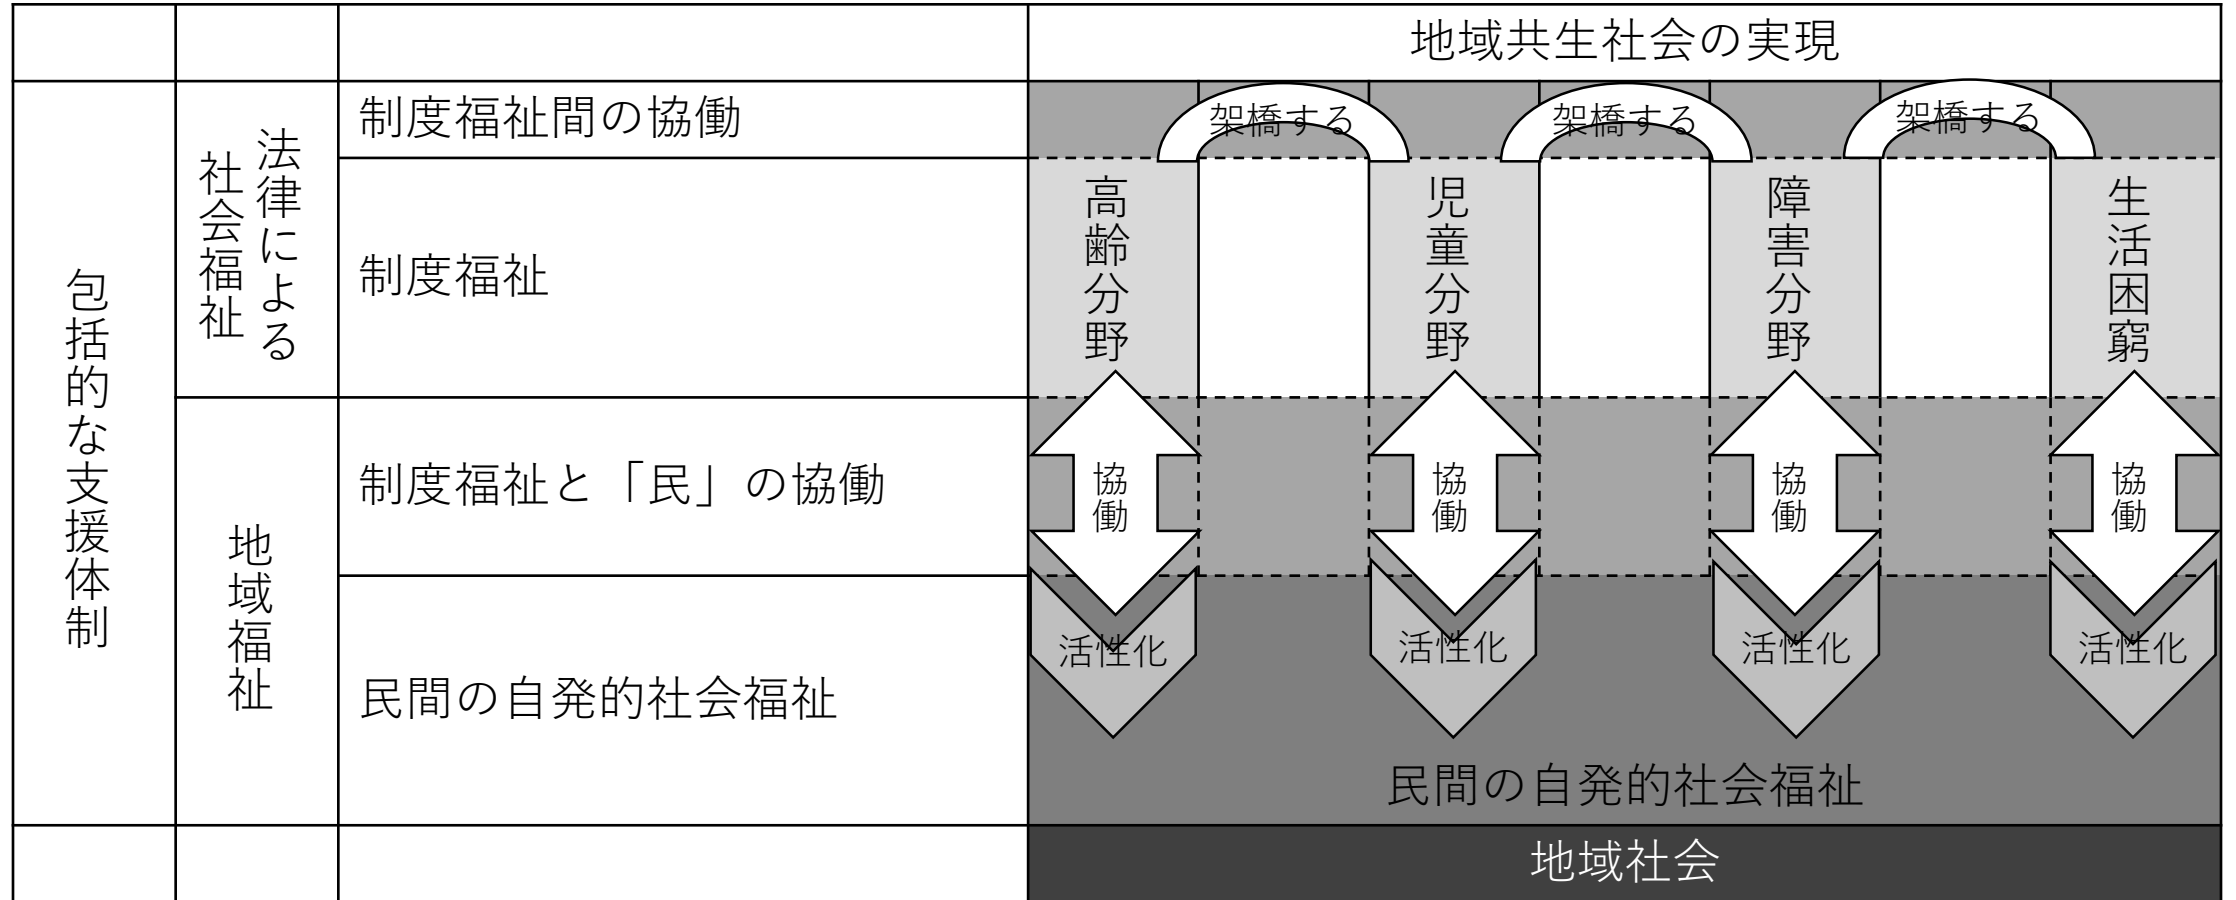 地域共生社会の実現
包括的な支援体制
法律による
社会福祉
制度福祉間の協働
架橋する
架橋する
架橋する
制度福祉
高齢分野
児童分野
障害分野
生活困窮
地域福祉
制度福祉と「民」の協働
協働
協働
協働
協働
民間の自発的社会福祉
活性化
活性化
活性化
活性化
民間の自発的社会福祉
地域社会